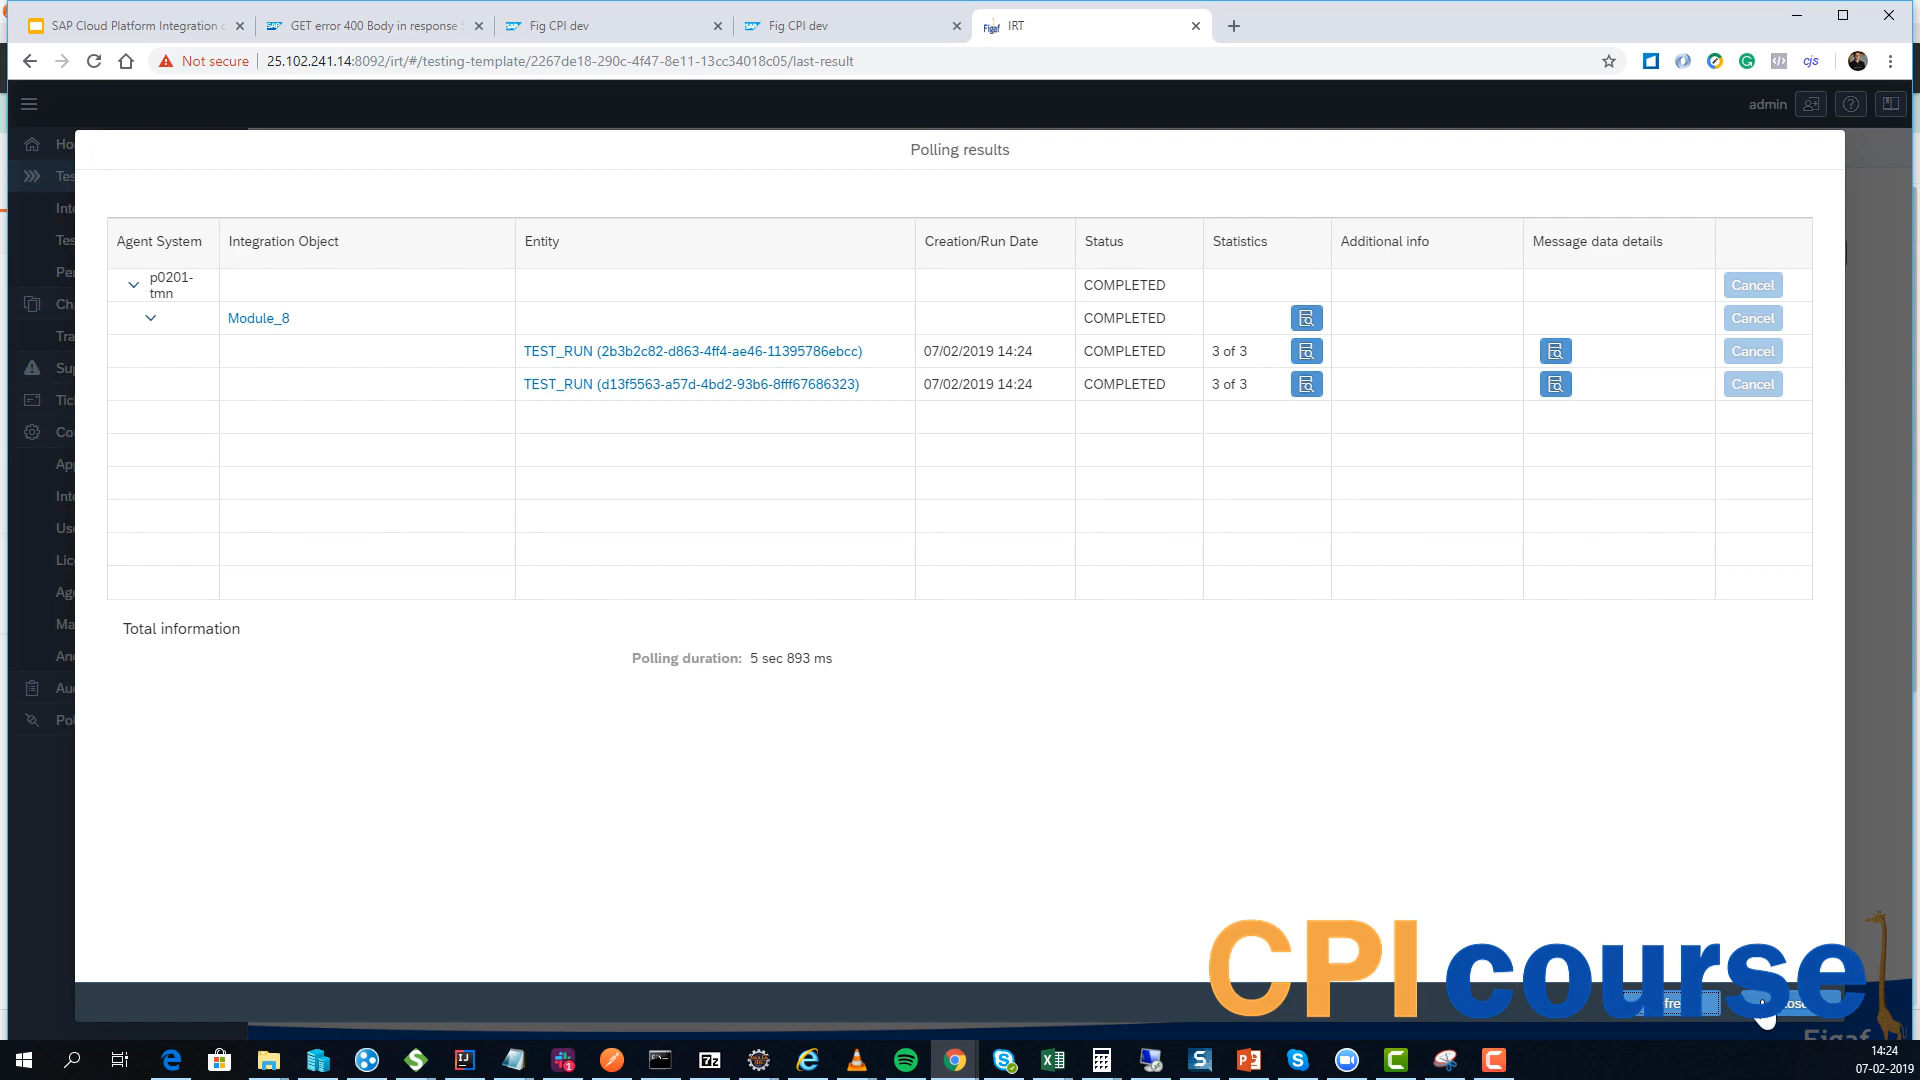 SAP Cloud Platform Integration
GET error 400 Body in response
Fig CPI dev
Fig CPI dev
Figaf
IRT
Not secure
25.102.241.14:8092/irt/#/testing-template/2267de18-290c-4f47-8e11-13cc34018c05/last-result
cjs
admin
Polling results
Agent System
Integration Object
Entity
Creation/Run Date
Status
Statistics
Additional info
Message data details
p0201-
tmn
COMPLETED
Cancel
Module_8
COMPLETED
Cancel
TEST_RUN (2b3b2c82-d863-4ff4-ae46-11395786ebcc)
07/02/2019 14:24
COMPLETED
3 of 3
Cancel
TEST_RUN (d13f5563-a57d-4bd2-93b6-8fff67686323)
07/02/2019 14:24
COMPLETED
3 of 3
Cancel
Total information
Polling duration: 5 sec 893 ms
CPI course
Figaf
14:24
07-02-2019